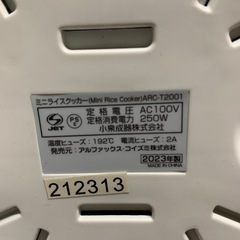 ミニライスクッカー(Mini Rice Cooker)ARC-T2001
JET
PS
E
定格電圧 AC100V
定格消費電力 250W
小泉成器株式会社
温度ヒューズ：192℃ 電流ヒューズ：2A
発売元：アルファックス・コイズミ株式会社
2023年製
212313